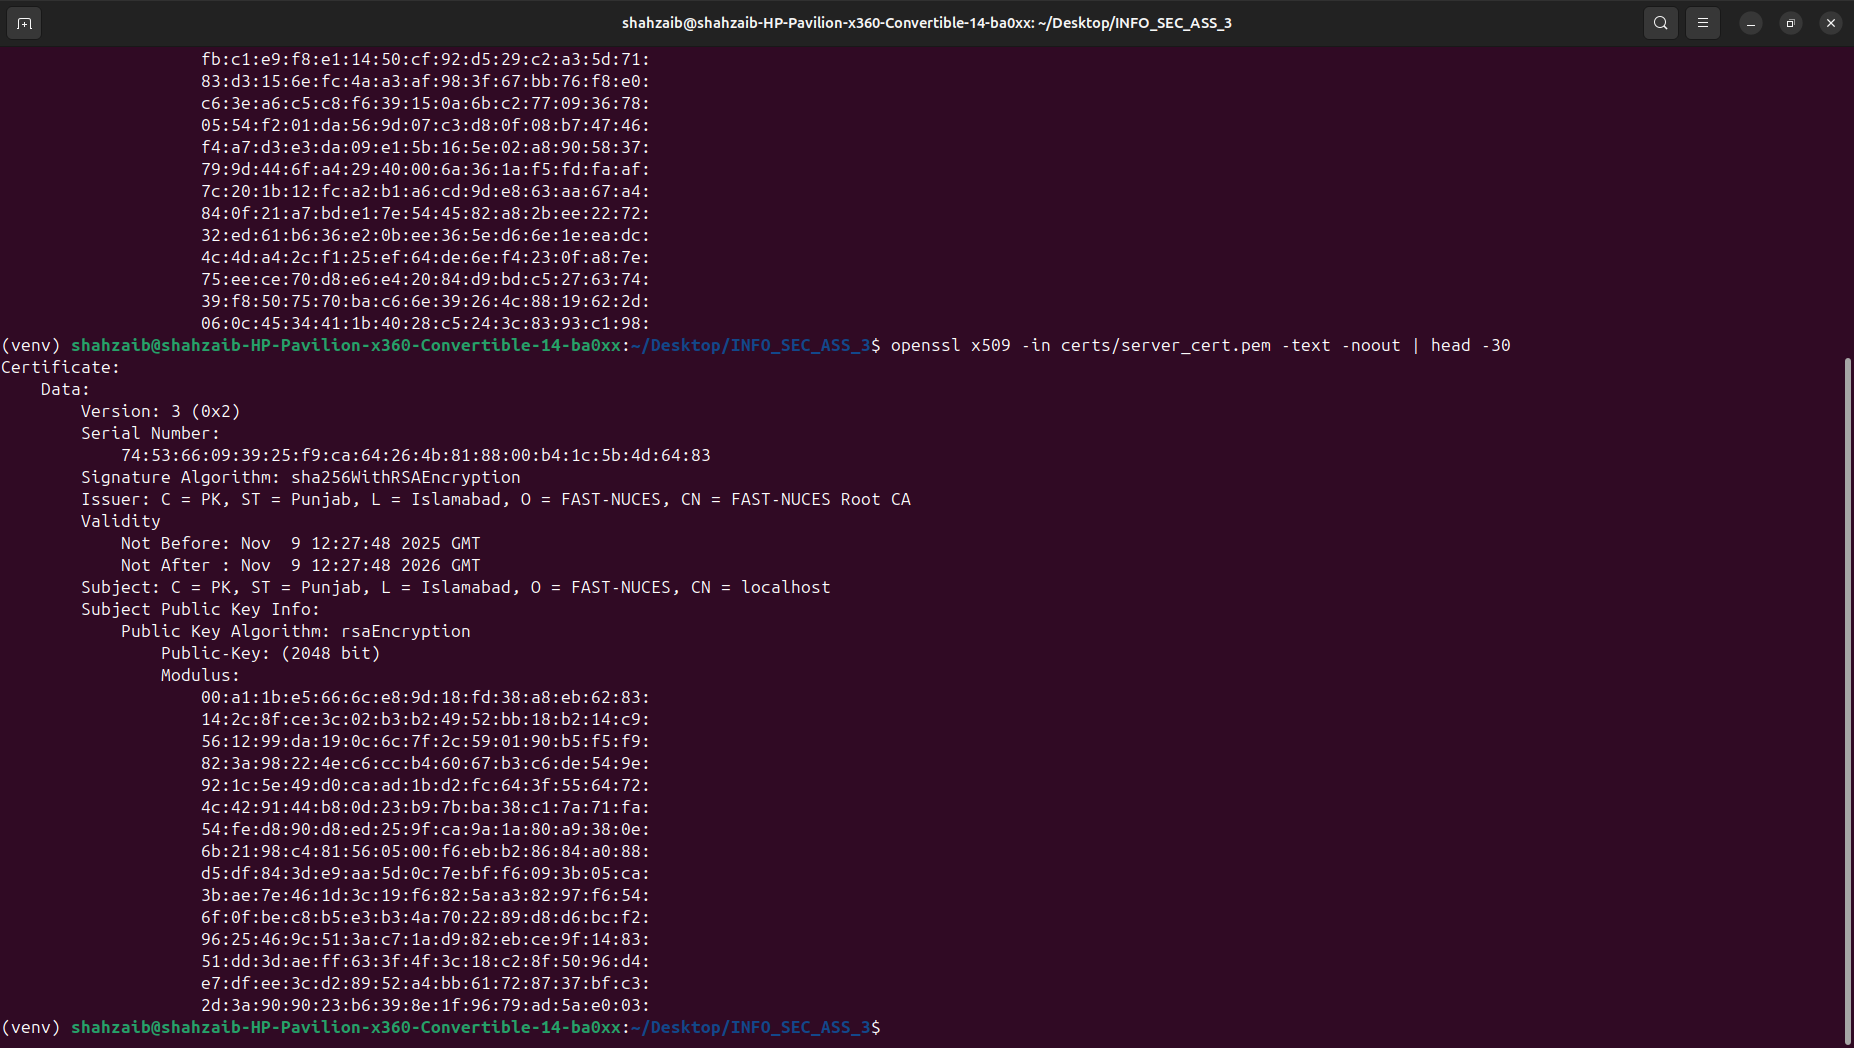 shahzaib@shahzaib-HP-Pavilion-x360-Convertible-14-ba0xx: ~/Desktop/INFO_SEC_ASS_3
fb:c1:e9:f8:e1:14:50:cf:92:d5:29:c2:a3:5d:71:
83:d3:15:6e:fc:4a:a3:af:98:3f:67:bb:76:f8:e0:
c6:3e:a6:c5:c8:f6:39:15:0a:6b:c2:77:09:36:78:
05:54:f2:01:da:56:9d:07:c3:d8:0f:08:b7:47:46:
f4:a7:d3:e3:da:09:e1:5b:16:5e:02:a8:90:58:37:
79:9d:44:6f:a4:29:40:00:6a:36:1a:f5:fd:fa:af:
7c:20:1b:12:fc:a2:b1:a6:cd:9d:e8:63:aa:67:a4:
84:0f:21:a7:bd:e1:7e:54:45:82:a8:2b:ee:22:72:
32:ed:61:b6:36:e2:0b:ee:36:5e:d6:6e:1e:ea:dc:
4c:4d:a4:2c:f1:25:ef:64:de:6e:f4:23:0f:a8:7e:
75:ee:ce:70:d8:e6:e4:20:84:d9:bd:c5:27:63:74:
39:f8:50:75:70:ba:c6:6e:39:26:4c:88:19:62:2d:
06:0c:45:34:41:1b:40:28:c5:24:3c:83:93:c1:98:
(venv) shahzaib@shahzaib-HP-Pavilion-x360-Convertible-14-ba0xx:~/Desktop/INFO_SEC_ASS_3$ openssl x509 -in certs/server_cert.pem -text -noout | head -30
Certificate:
    Data:
        Version: 3 (0x2)
        Serial Number:
            74:53:66:09:39:25:f9:ca:64:26:4b:81:88:00:b4:1c:5b:4d:64:83
        Signature Algorithm: sha256WithRSAEncryption
        Issuer: C = PK, ST = Punjab, L = Islamabad, O = FAST-NUCES, CN = FAST-NUCES Root CA
        Validity
            Not Before: Nov  9 12:27:48 2025 GMT
            Not After : Nov  9 12:27:48 2026 GMT
        Subject: C = PK, ST = Punjab, L = Islamabad, O = FAST-NUCES, CN = localhost
        Subject Public Key Info:
            Public Key Algorithm: rsaEncryption
                Public-Key: (2048 bit)
                Modulus:
                    00:a1:1b:e5:66:6c:e8:9d:18:fd:38:a8:eb:62:83:
                    14:2c:8f:ce:3c:02:b3:b2:49:52:bb:18:b2:14:c9:
                    56:12:99:da:19:0c:6c:7f:2c:59:01:90:b5:f5:f9:
                    82:3a:98:22:4e:c6:cc:b4:60:67:b3:c6:de:54:9e:
                    92:1c:5e:49:d0:ca:ad:1b:d2:fc:64:3f:55:64:72:
                    4c:42:91:44:b8:0d:23:b9:7b:ba:38:c1:7a:71:fa:
                    54:fe:d8:90:d8:ed:25:9f:ca:9a:1a:80:a9:38:0e:
                    6b:21:98:c4:81:56:05:00:f6:eb:b2:86:84:a0:88:
                    d5:df:84:3d:e9:aa:5d:0c:7e:bf:f6:09:3b:05:ca:
                    3b:ae:7e:46:1d:3c:19:f6:82:5a:a3:82:97:f6:54:
                    6f:0f:be:c8:b5:e3:b3:4a:70:22:89:d8:d6:bc:f2:
                    96:25:46:9c:51:3a:c7:1a:d9:82:eb:ce:9f:14:83:
                    51:dd:3d:ae:ff:63:3f:4f:3c:18:c2:8f:50:96:d4:
                    e7:df:ee:3c:d2:89:52:a4:bb:61:72:87:37:bf:c3:
                    2d:3a:90:90:23:b6:39:8e:1f:96:79:ad:5a:e0:03:
(venv) shahzaib@shahzaib-HP-Pavilion-x360-Convertible-14-ba0xx:~/Desktop/INFO_SEC_ASS_3$